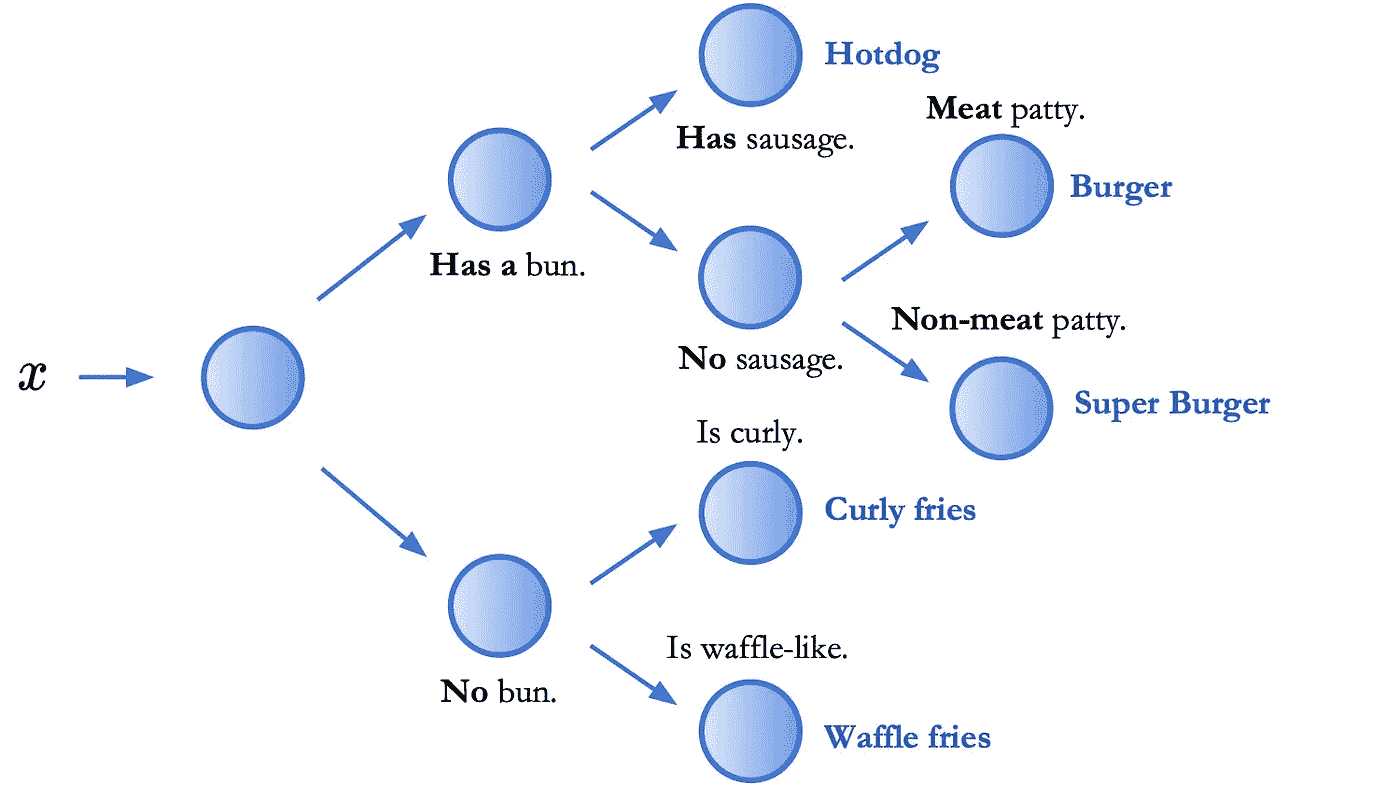 Hotdog
Meat patty.
Has sausage.
Burger
Has a bun.
Non-meat patty.
No sausage.
x
Super Burger
Is curly.
Curly fries
Is waffle-like.
No bun.
Waffle fries